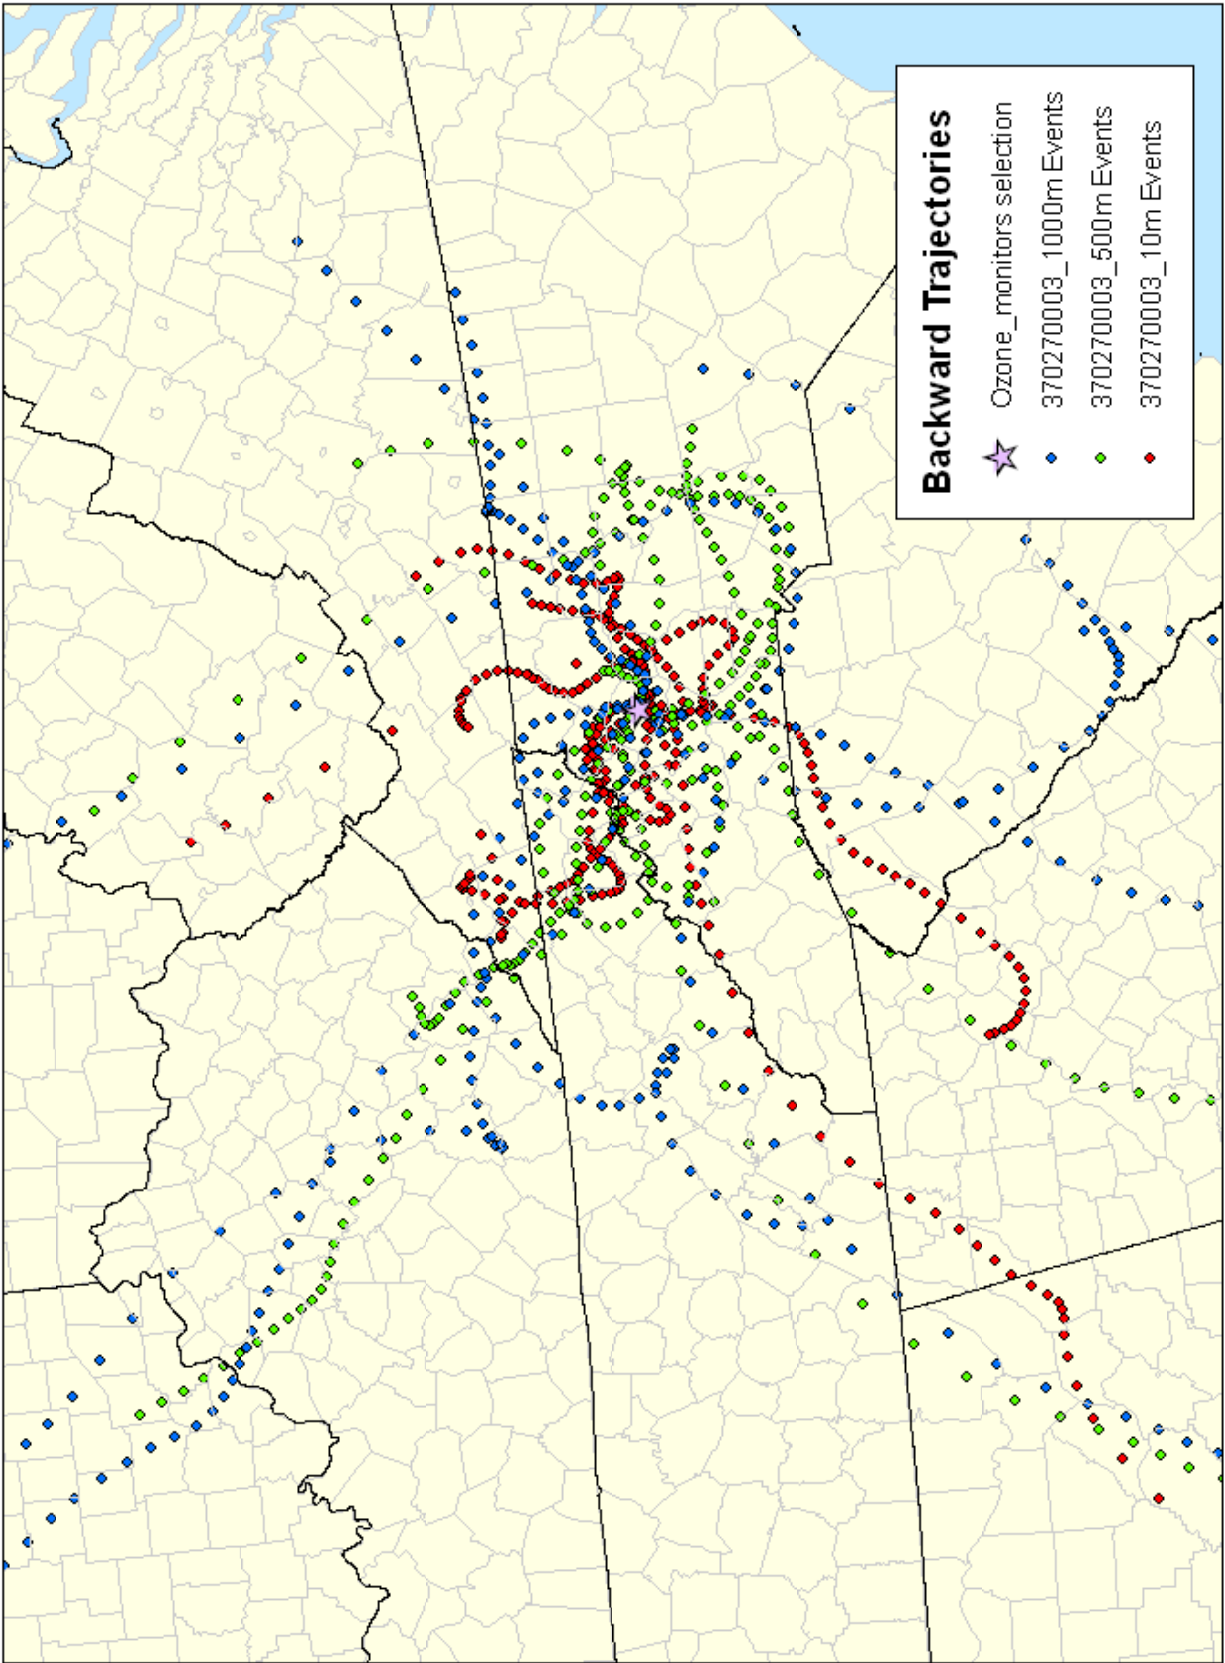 Backward Trajectories
Ozone_monitors selection
370270003_1000m Events
370270003_500m Events
370270003_10m Events